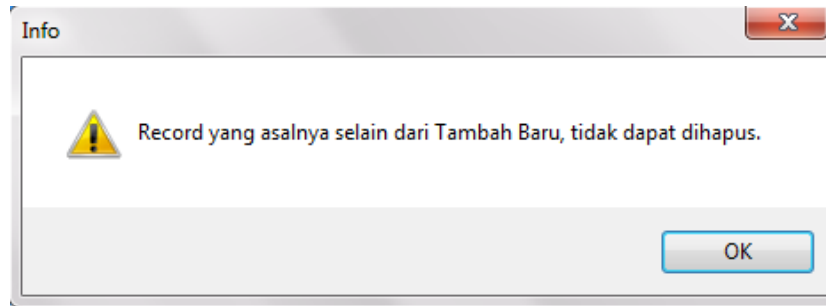 Info
Record yang asalnya selain dari Tambah Baru, tidak dapat dihapus.
OK